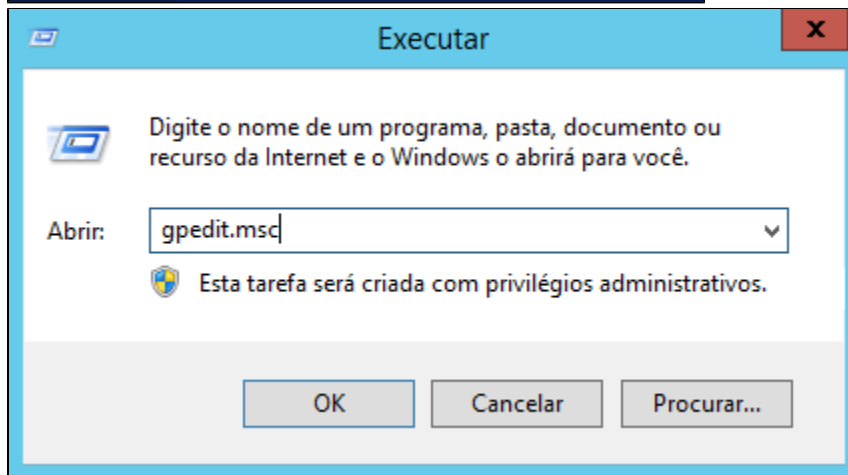 Executar
x
Digite o nome de um programa, pasta, documento ou
recurso da Internet e o Windows o abrirá para você.
Abrir: gpedit.msc
Esta tarefa será criada com privilégios administrativos.
OK Cancelar Procurar...